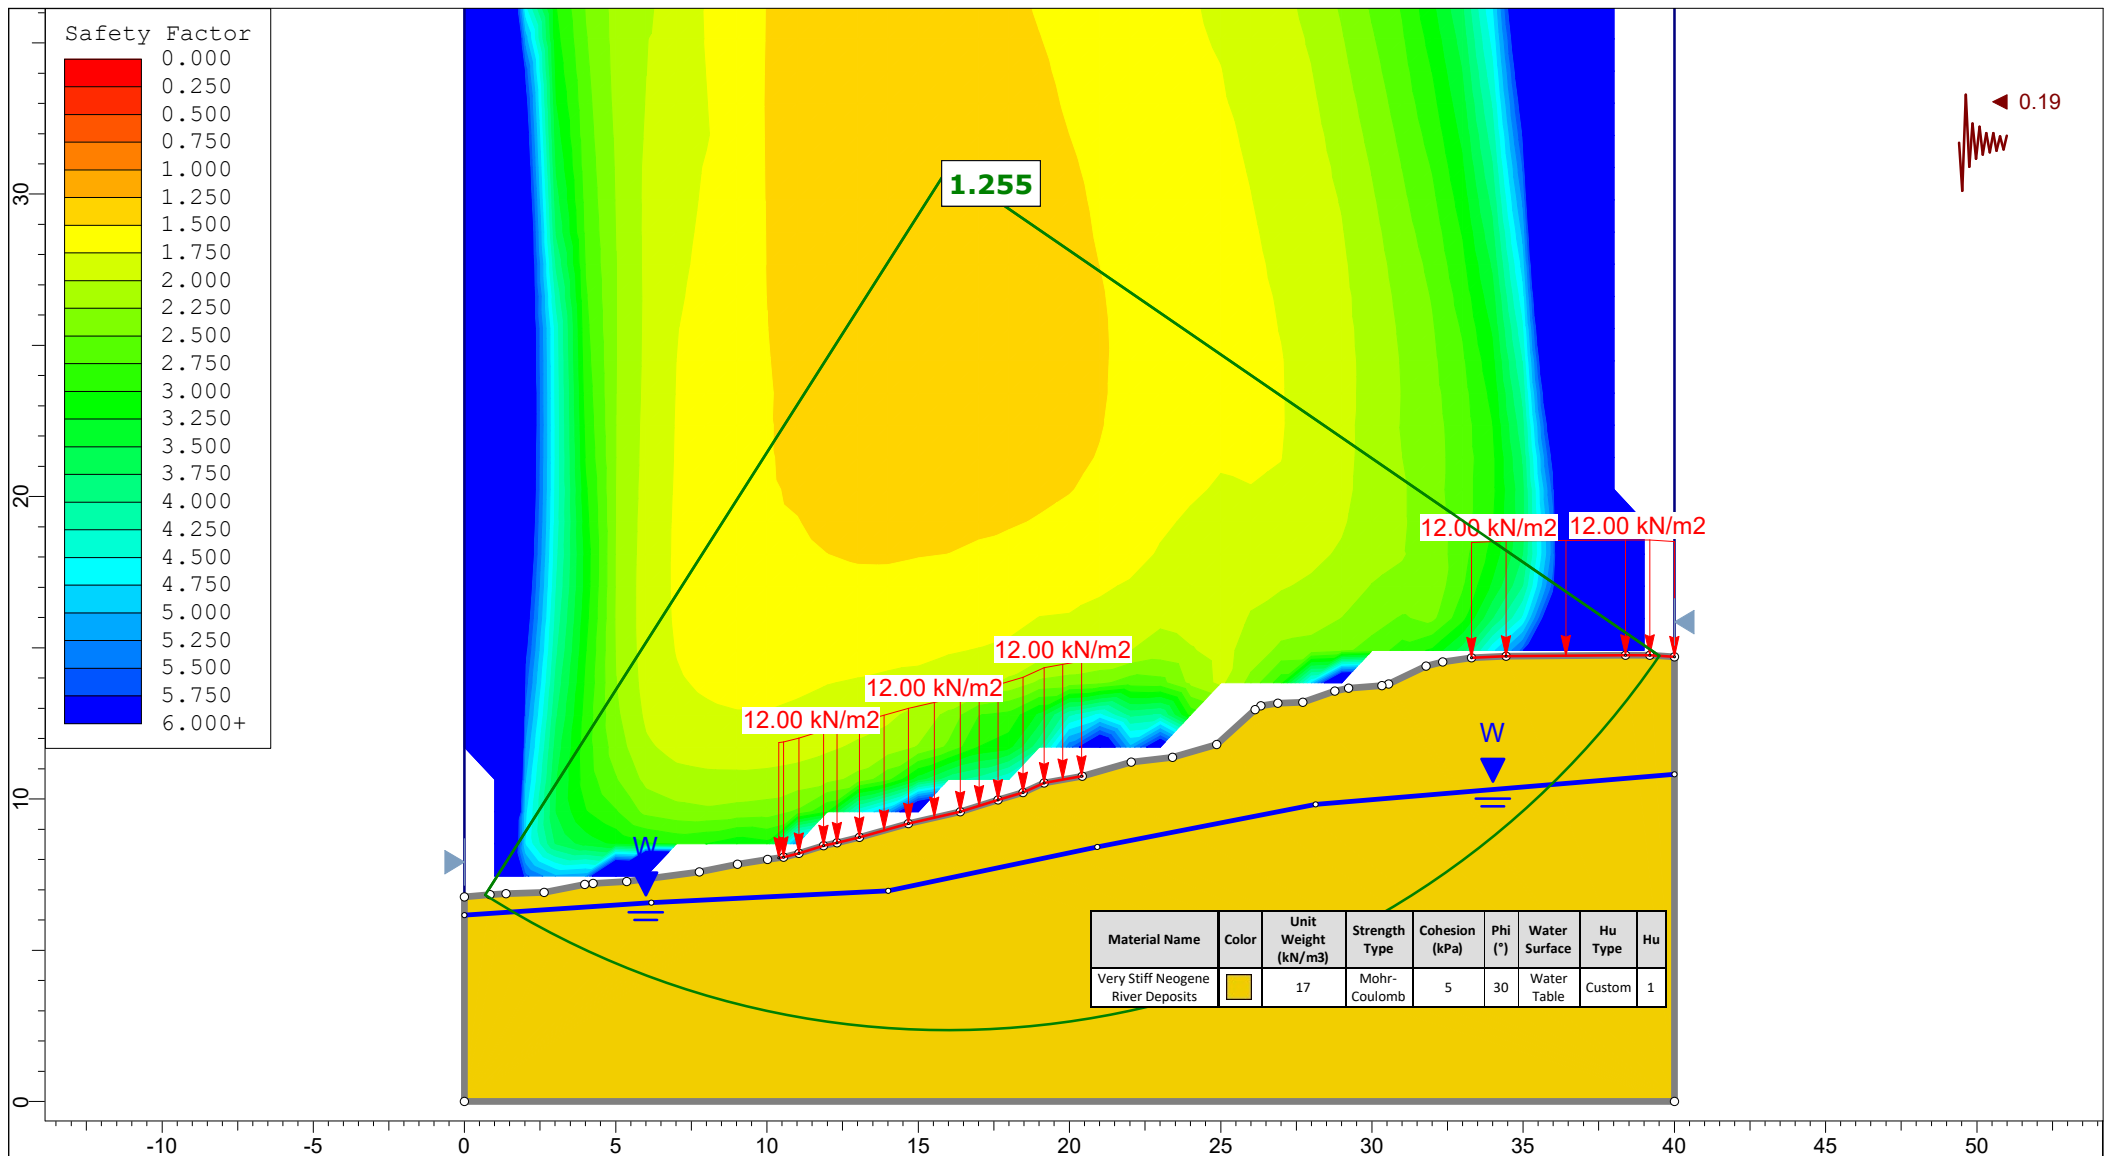 Safety Factor
0.000
0.250
0.500
0.750
1.000
1.250
1.500
1.750
2.000
2.250
2.500
2.750
3.000
3.250
3.500
3.750
4.000
4.250
4.500
4.750
5.000
5.250
5.500
5.750
6.000+
0.19
1.255
12.00 kN/m2
12.00 kN/m2
12.00 kN/m2
12.00 kN/m2
12.00 kN/m2
W
W
Material Name Color Unit Weight (kN/m3) Strength Type Cohesion (kPa) Phi (°) Water Surface Hu Type Hu
Very Stiff Neogene River Deposits 17 Mohr-Coulomb 5 30 Water Table Custom 1
30
20
10
0
-10 -5 0 5 10 15 20 25 30 35 40 45 50